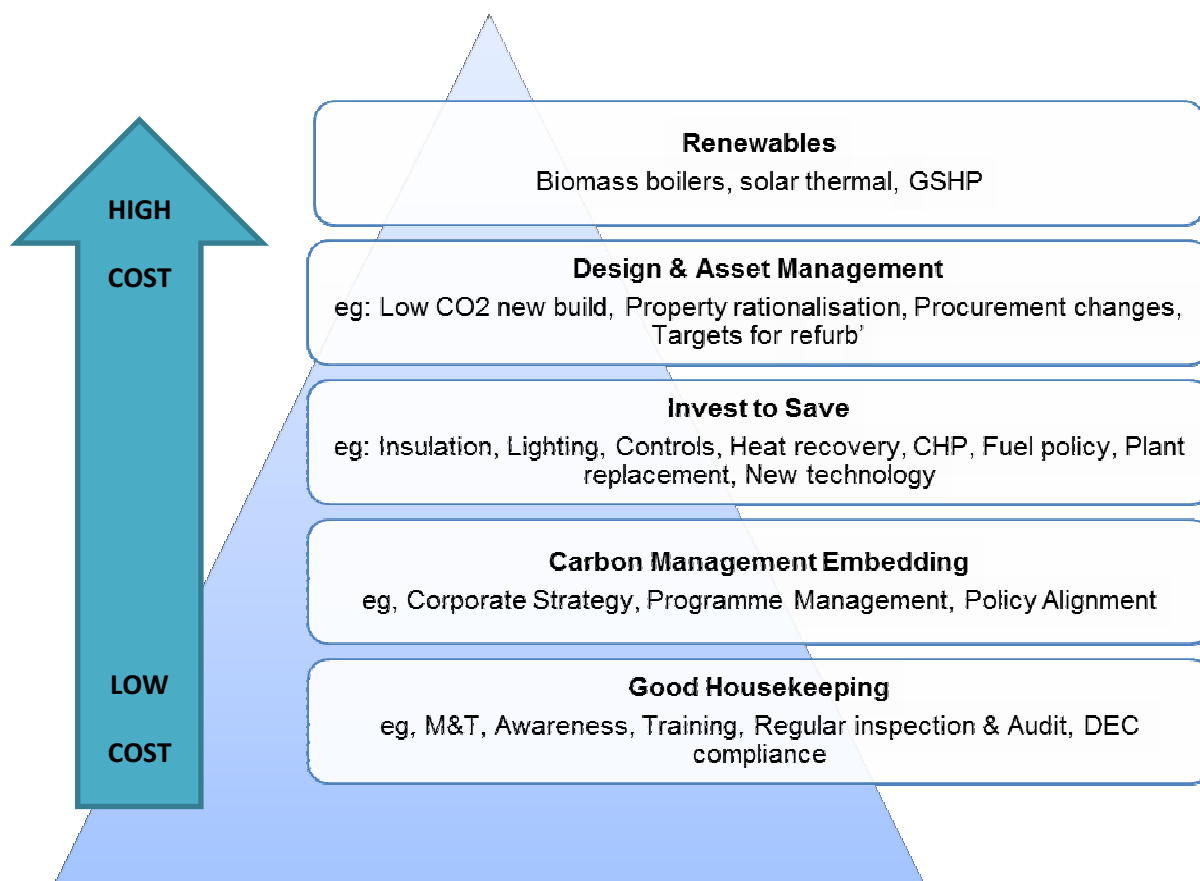 HIGH
COST
LOW
COST
Renewables
Biomass boilers, solar thermal, GSHP
Design & Asset Management
eg: Low CO2 new build, Property rationalisation, Procurement changes,
Targets for refurb’
Invest to Save
eg: Insulation, Lighting, Controls, Heat recovery, CHP, Fuel policy, Plant
replacement, New technology
Carbon Management Embedding
eg, Corporate Strategy, Programme Management, Policy Alignment
Good Housekeeping
eg, M&T, Awareness, Training, Regular inspection & Audit, DEC
compliance